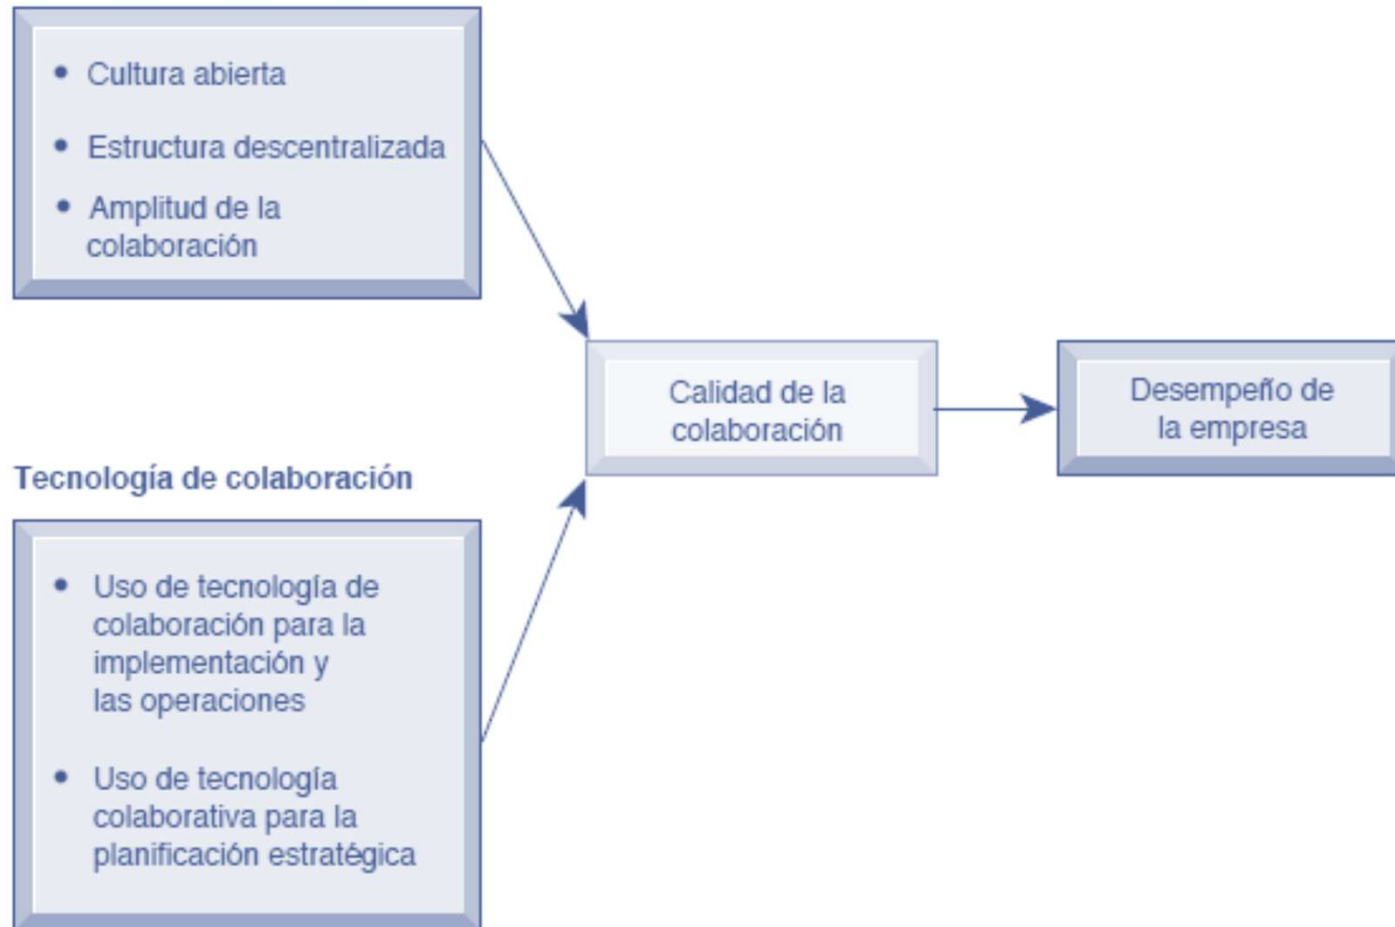 • Cultura abierta
• Estructura descentralizada
• Amplitud de la
colaboración
Calidad de la
colaboración
Desempeño de
la empresa
Tecnología de colaboración
• Uso de tecnología de
colaboración para la
implementación y
las operaciones
• Uso de tecnología
colaborativa para la
planificación estratégica